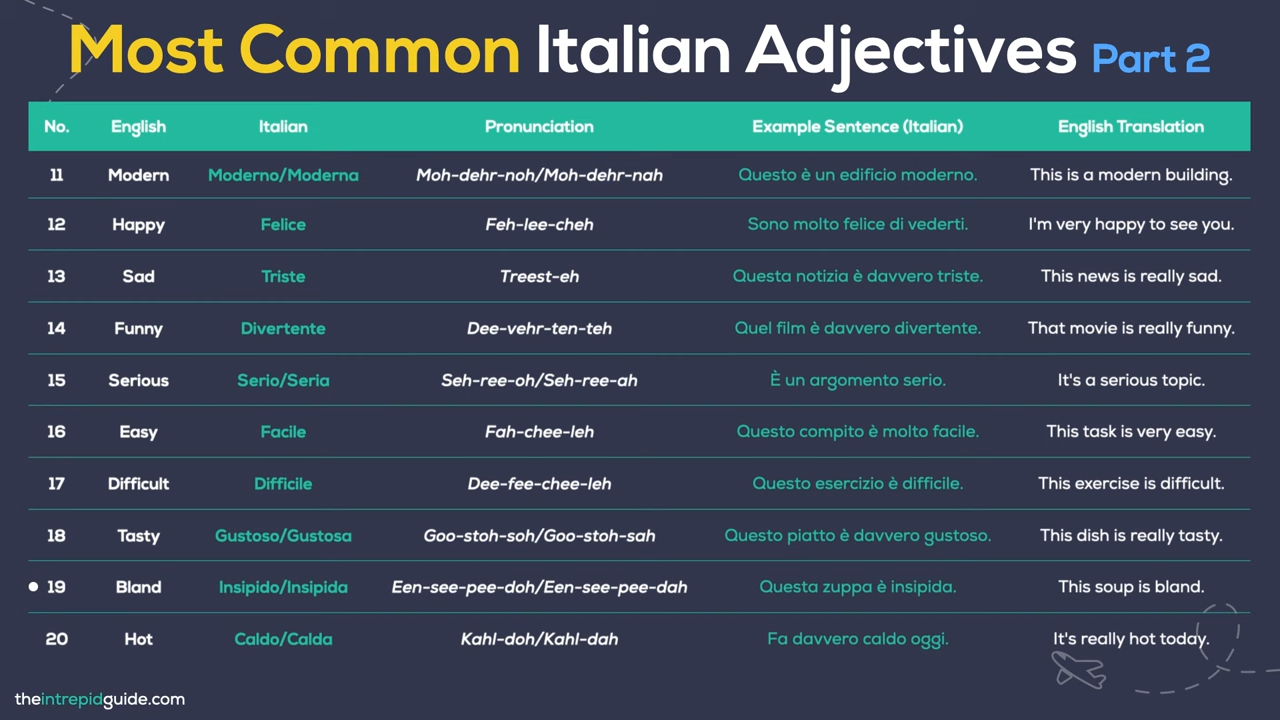 Most Common Italian Adjectives Part 2
No. English Italian Pronunciation Example Sentence (Italian) English Translation
11 Modern Moderno/Moderna Moh-dehr-noh/Moh-dehr-nah Questo è un edificio moderno. This is a modern building.
12 Happy Felice Feh-lee-cheh Sono molto felice di vederti. I'm very happy to see you.
13 Sad Triste Treest-eh Questa notizia è davvero triste. This news is really sad.
14 Funny Divertente Dee-vehr-ten-teh Quel film è davvero divertente. That movie is really funny.
15 Serious Serio/Seria Seh-ree-oh/Seh-ree-ah È un argomento serio. It's a serious topic.
16 Easy Facile Fah-chee-leh Questo compito è molto facile. This task is very easy.
17 Difficult Difficile Dee-fee-chee-leh Questo esercizio è difficile. This exercise is difficult.
18 Tasty Gustoso/Gustosa Goo-stoh-soh/Goo-stoh-sah Questo piatto è davvero gustoso. This dish is really tasty.
19 Bland Insipido/Insipida Een-see-pee-doh/Een-see-pee-dah Questa zuppa è insipida. This soup is bland.
20 Hot Caldo/Calda Kahl-doh/Kahl-dah Fa davvero caldo oggi. It's really hot today.
theintrepidguide.com